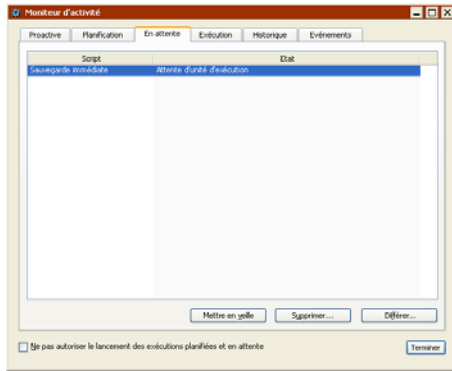 Moniteur d'activité
Proactive Planification En attente Exécution Historique Evénements
Script Etat
Sauvegarde immédiate Attente d'unité d'exécution
Mettre en veille Supprimer... Différer...
Ne pas autoriser le lancement des exécutions planifiées et en attente Terminer